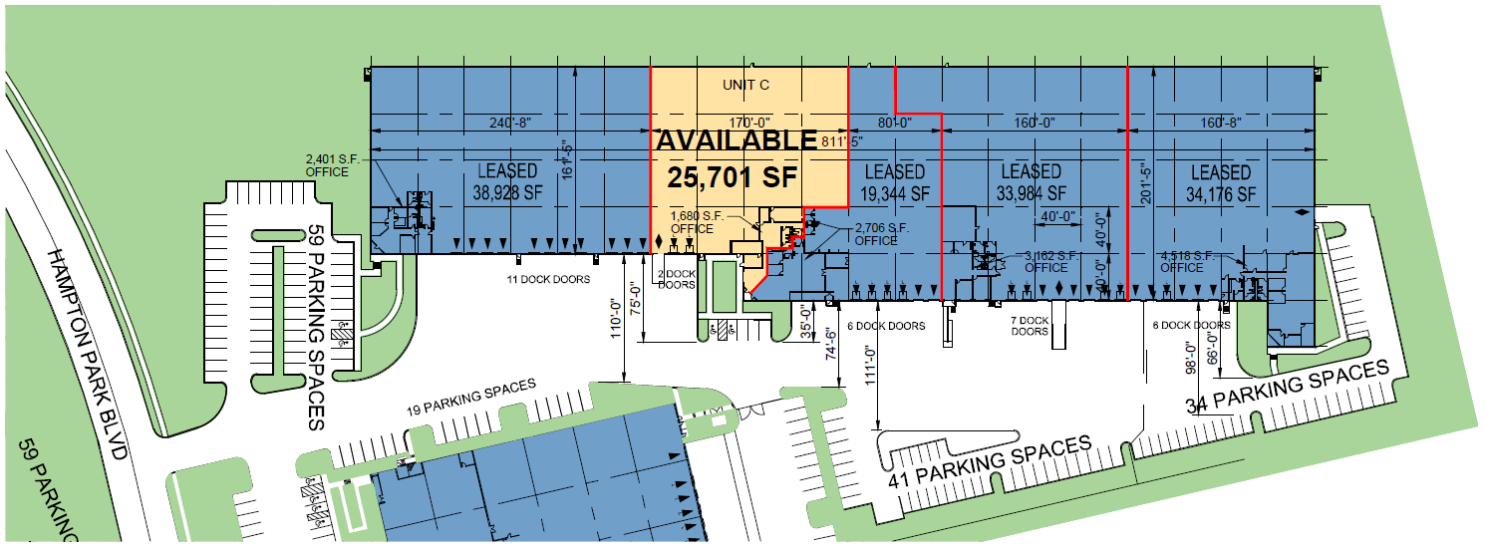 UNIT C
240'-8"
170'-0"
80'-0"
160'-0"
160'-8"
AVAILABLE
811'-5"
25,701 SF
161'-5"
201'-5"
2,401 S.F.
OFFICE
LEASED
38,928 SF
LEASED
19,344 SF
LEASED
33,984 SF
LEASED
34,176 SF
1,680 S.F.
OFFICE
2,706 S.F.
OFFICE
40'-0"
40'-0"
40'-0"
3,162 S.F.
OFFICE
4,518 S.F.
OFFICE
59 PARKING SPACES
HAMPTON PARK BLVD
11 DOCK DOORS
2 DOCK
DOORS
110'-0"
75'-0"
35'-0"
74'-6"
6 DOCK DOORS
7 DOCK
DOORS
6 DOCK DOORS
111'-0"
98'-0"
66'-0"
19 PARKING SPACES
34 PARKING SPACES
41 PARKING SPACES
59 PARKING